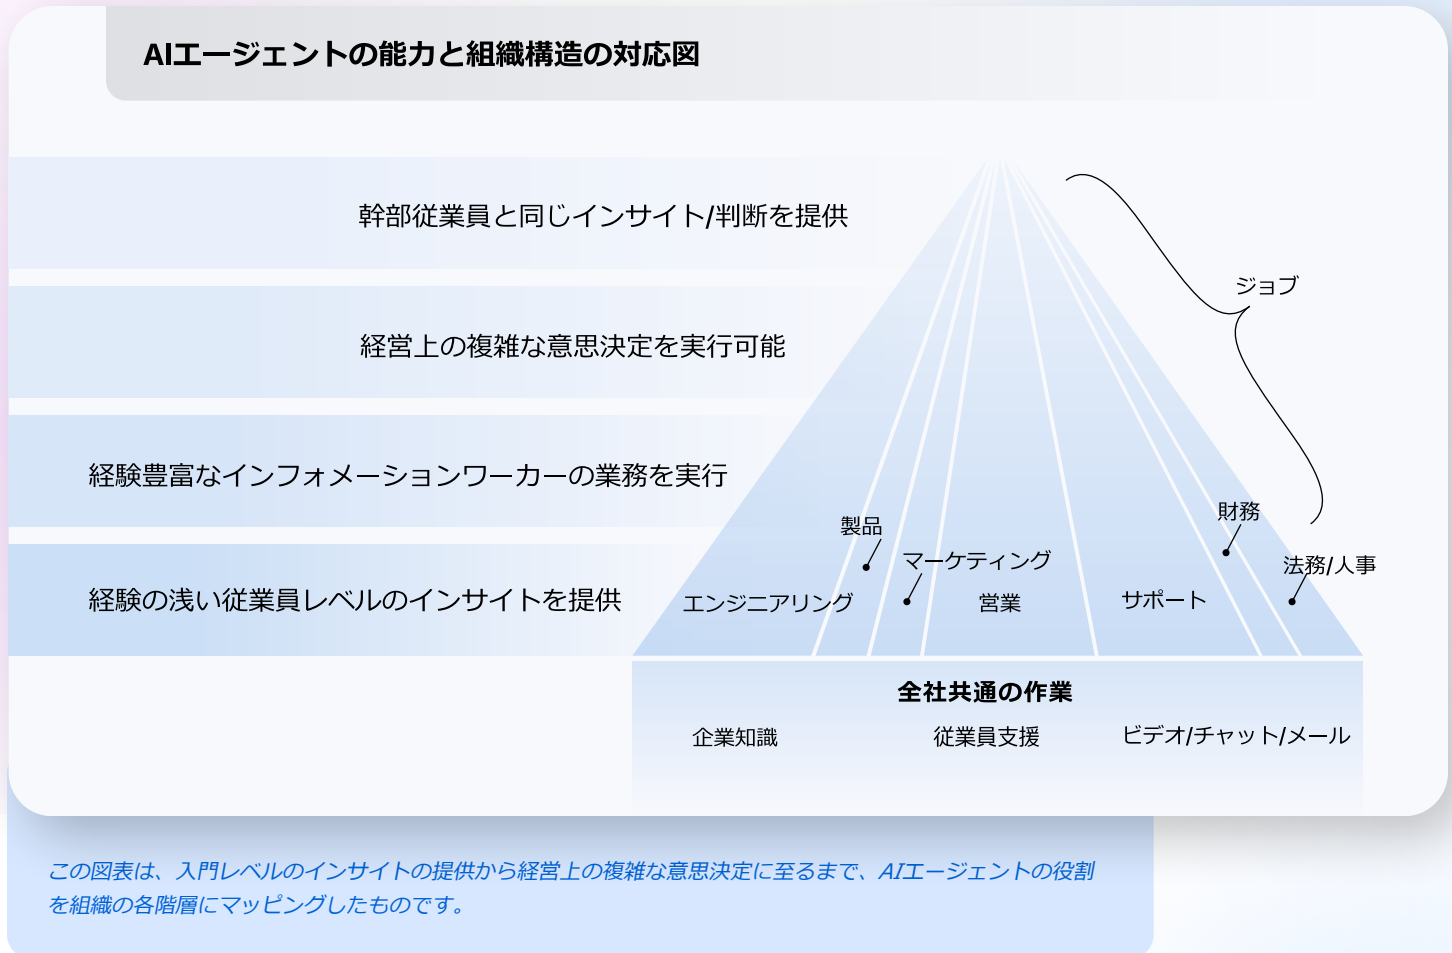 AIエージェントの能力と組織構造の対応図
幹部従業員と同じインサイト/判断を提供
経営上の複雑な意思決定を実行可能
経験豊富なインフォメーションワーカーの業務を実行
経験の浅い従業員レベルのインサイトを提供
ジョブ
製品
マーケティング
エンジニアリング
営業
サポート
財務
法務/人事
全社共通の作業
企業知識
従業員支援
ビデオ/チャット/メール
この図表は、入門レベルのインサイトの提供から経営上の複雑な意思決定に至るまで、AIエージェントの役割
を組織の各階層にマッピングしたものです。